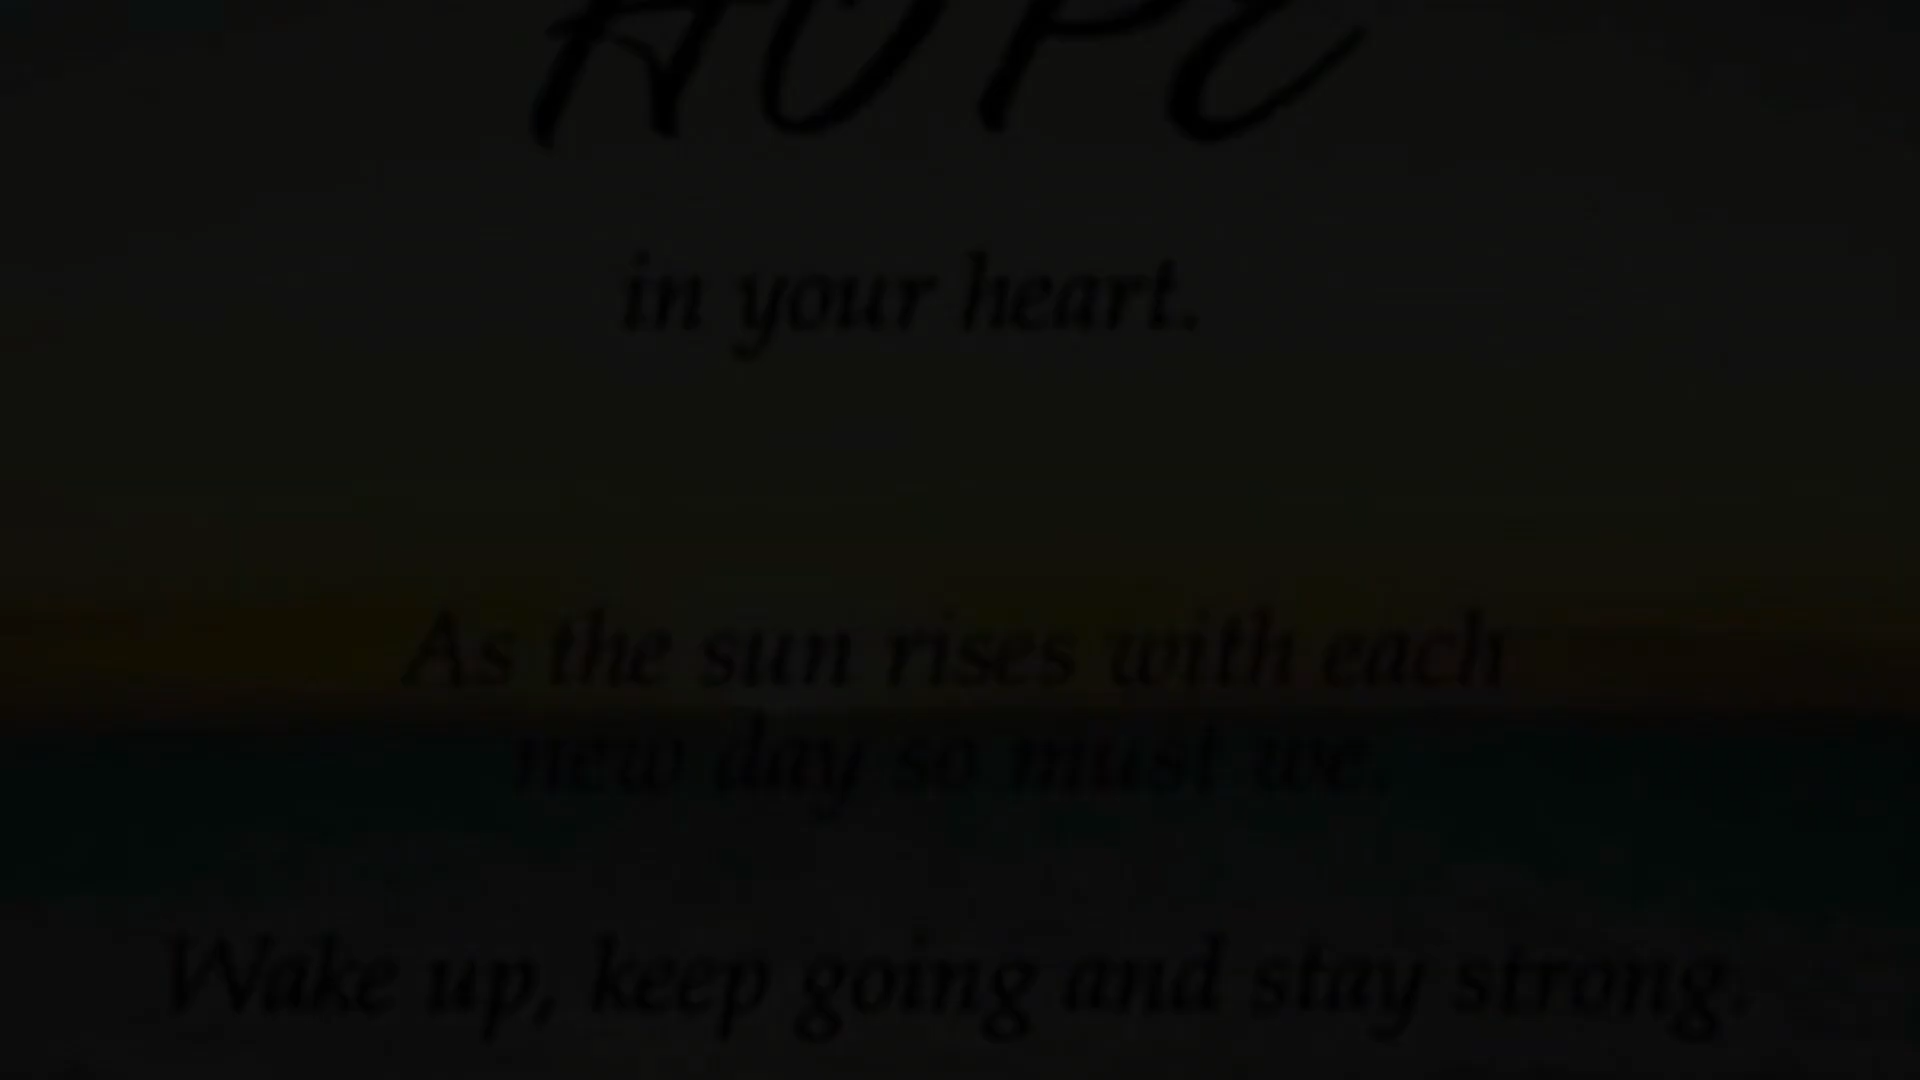 HOPE
in your heart.
As the sun rises with each
new day so must we.
Wake up, keep going and stay strong.